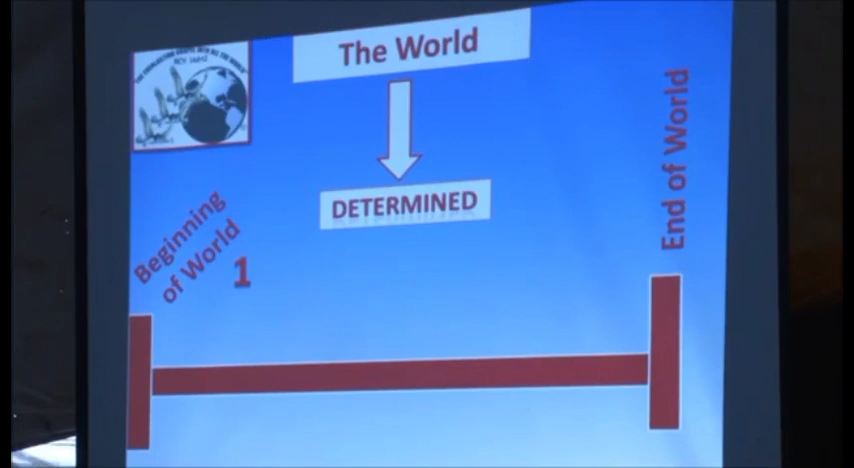 The World
DETERMINED
Beginning
of World
1
End of World